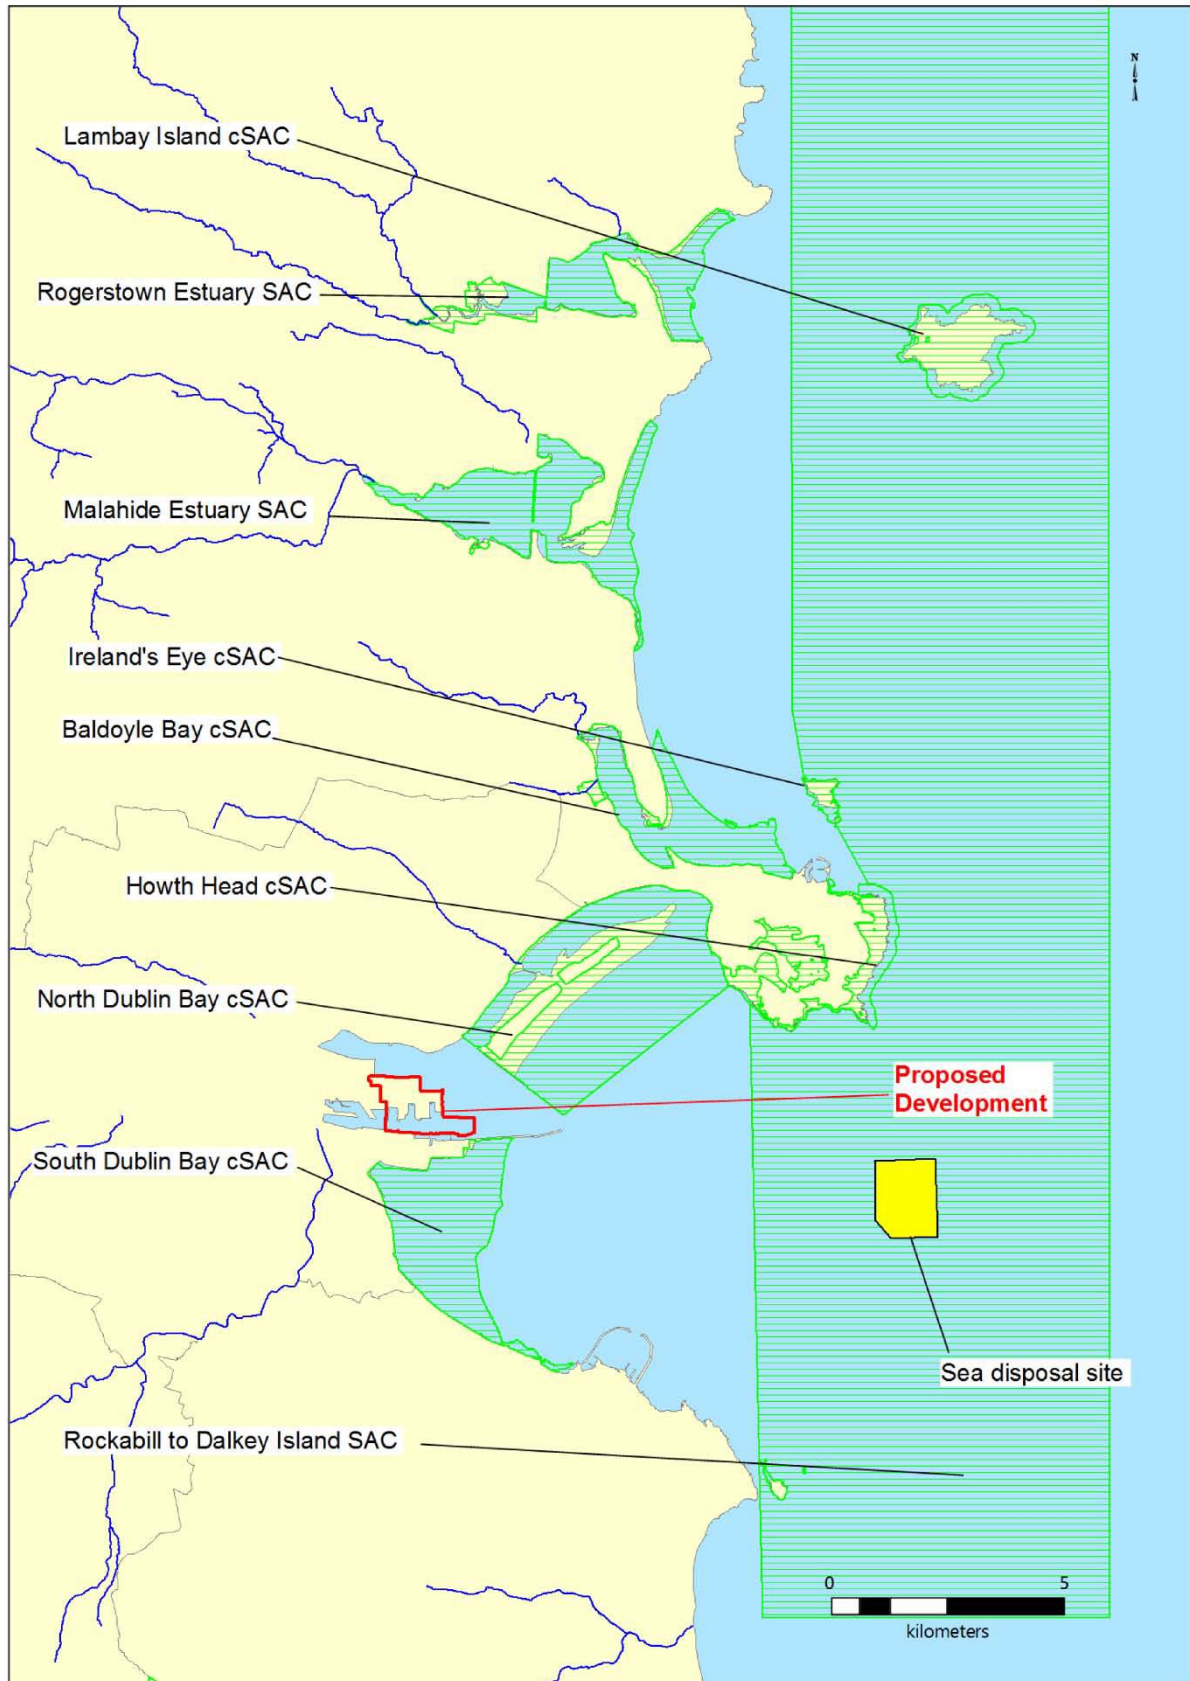 N
Lambay Island cSAC
Rogerstown Estuary SAC
Malahide Estuary SAC
Ireland's Eye cSAC
Baldoyle Bay cSAC
Howth Head cSAC
North Dublin Bay cSAC
Proposed
Development
South Dublin Bay cSAC
Sea disposal site
Rockabill to Dalkey Island SAC
0 5
kilometers